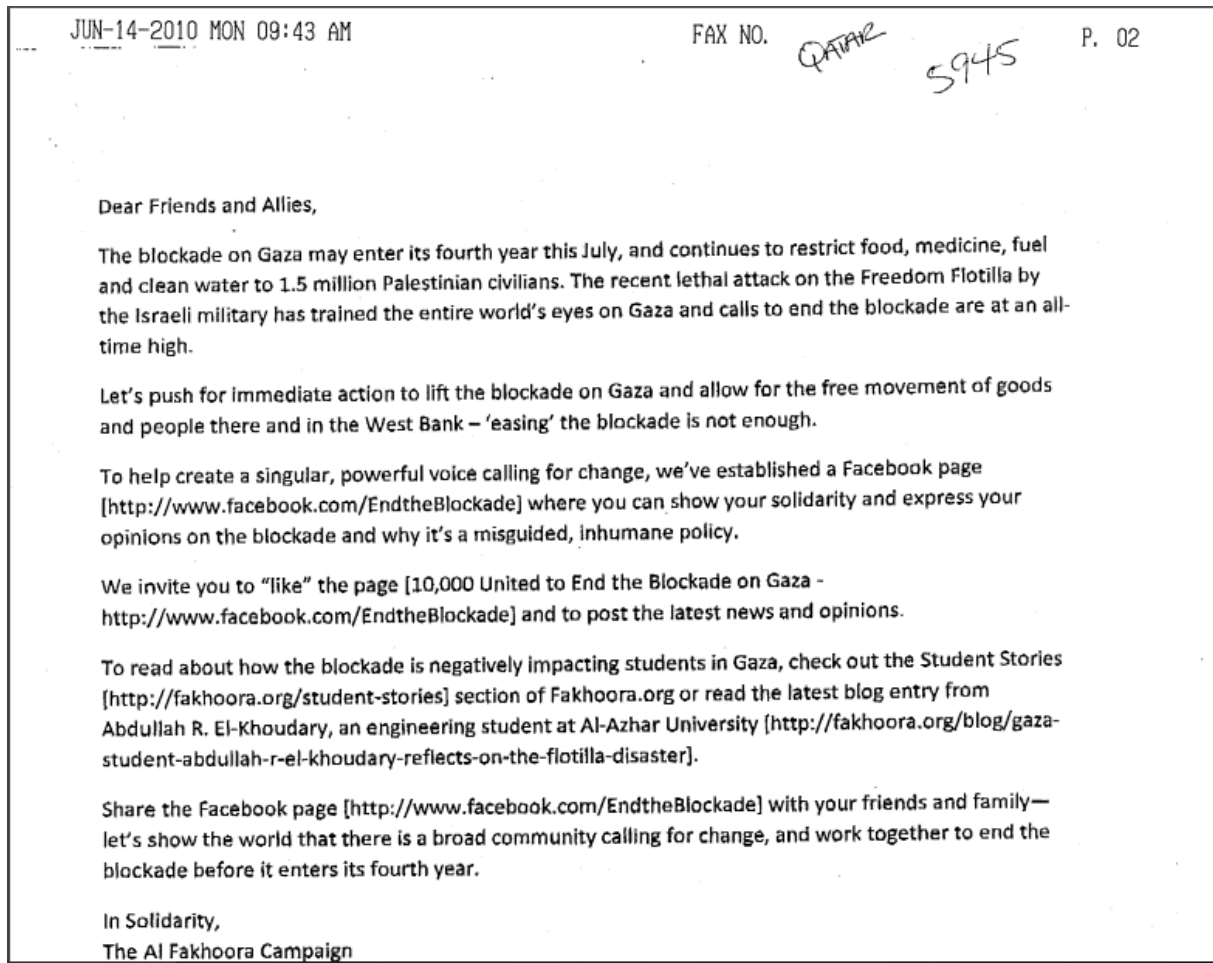 JUN-14-2010 MON 09:43 AM FAX NO. QATAR 5945 P. 02
Dear Friends and Allies,
The blockade on Gaza may enter its fourth year this July, and continues to restrict food, medicine, fuel
and clean water to 1.5 million Palestinian civilians. The recent lethal attack on the Freedom Flotilla by
the Israeli military has trained the entire world's eyes on Gaza and calls to end the blockade are at an all-
time high.
Let's push for immediate action to lift the blockade on Gaza and allow for the free movement of goods
and people there and in the West Bank – 'easing' the blockade is not enough.
To help create a singular, powerful voice calling for change, we've established a Facebook page
[http://www.facebook.com/EndtheBlockade] where you can show your solidarity and express your
opinions on the blockade and why it's a misguided, inhumane policy.
We invite you to "like" the page [10,000 United to End the Blockade on Gaza -
http://www.facebook.com/EndtheBlockade] and to post the latest news and opinions.
To read about how the blockade is negatively impacting students in Gaza, check out the Student Stories
[http://fakhoora.org/student-stories] section of Fakhoora.org or read the latest blog entry from
Abdullah R. El-Khoudary, an engineering student at Al-Azhar University [http://fakhoora.org/blog/gaza-
student-abdullah-r-el-khoudary-reflects-on-the-flotilla-disaster].
Share the Facebook page [http://www.facebook.com/EndtheBlockade] with your friends and family—
let's show the world that there is a broad community calling for change, and work together to end the
blockade before it enters its fourth year.
In Solidarity,
The Al Fakhoora Campaign